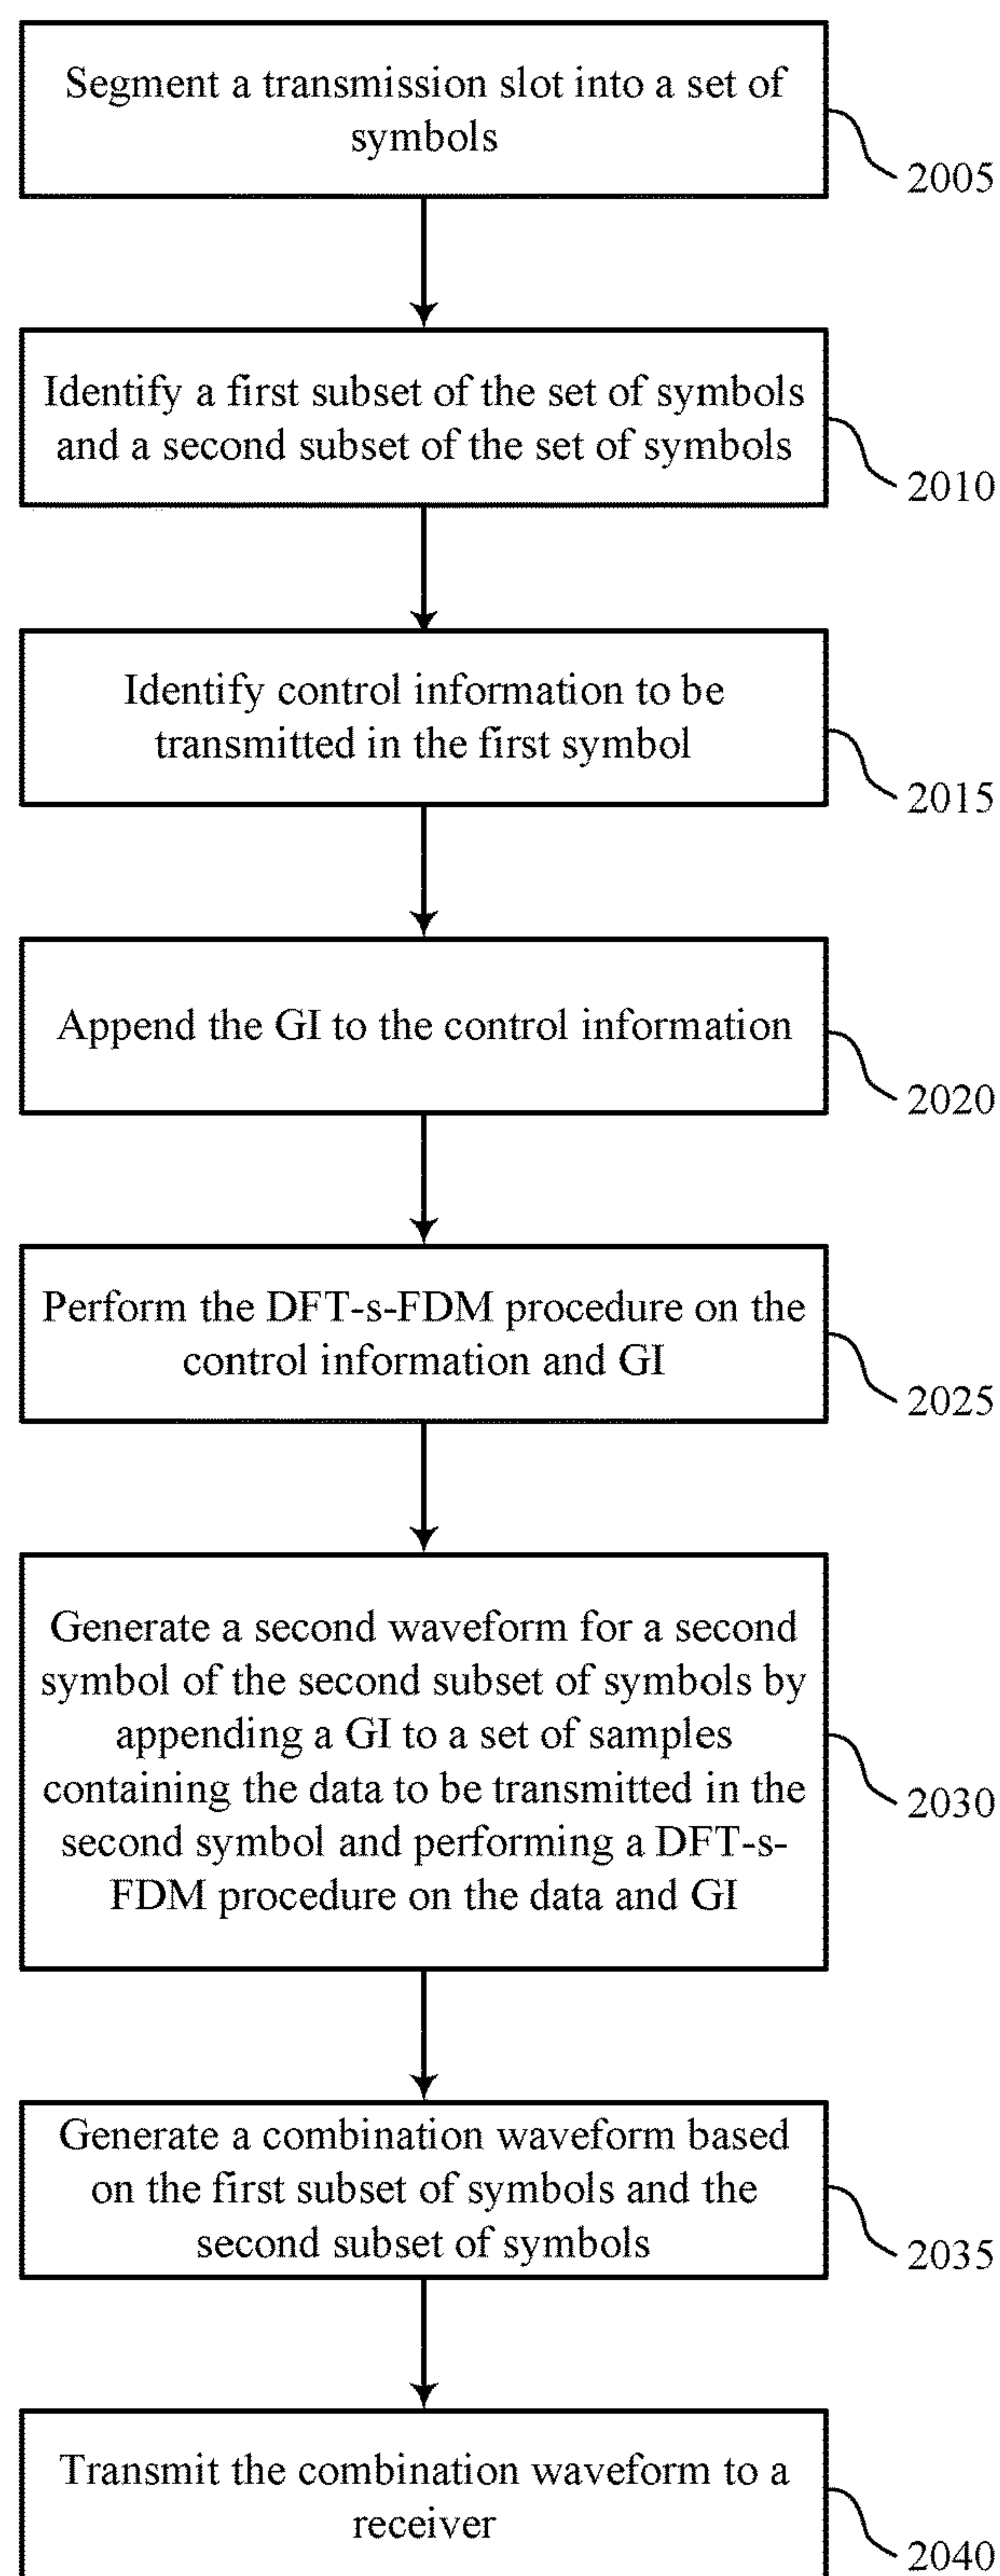 Segment a transmission slot into a set of
symbols
2005
Identify a first subset of the set of symbols
and a second subset of the set of symbols
2010
Identify control information to be
transmitted in the first symbol
2015
Append the GI to the control information
2020
Perform the DFT-s-FDM procedure on the
control information and GI
2025
Generate a second waveform for a second
symbol of the second subset of symbols by
appending a GI to a set of samples
containing the data to be transmitted in the
second symbol and performing a DFT-s-
FDM procedure on the data and GI
2030
Generate a combination waveform based
on the first subset of symbols and the
second subset of symbols
2035
Transmit the combination waveform to a
receiver
2040